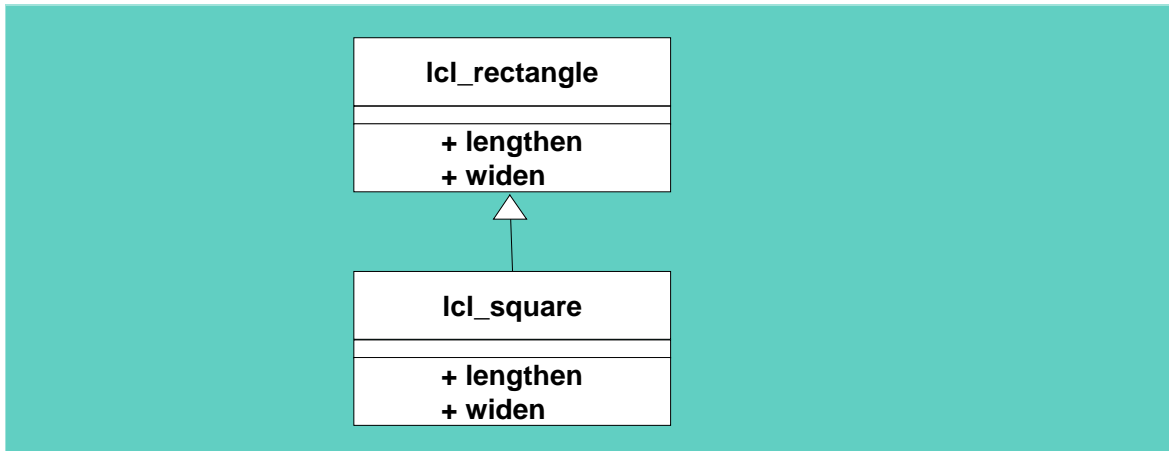 lcl_rectangle
+ lengthen
+ widen
lcl_square
+ lengthen
+ widen